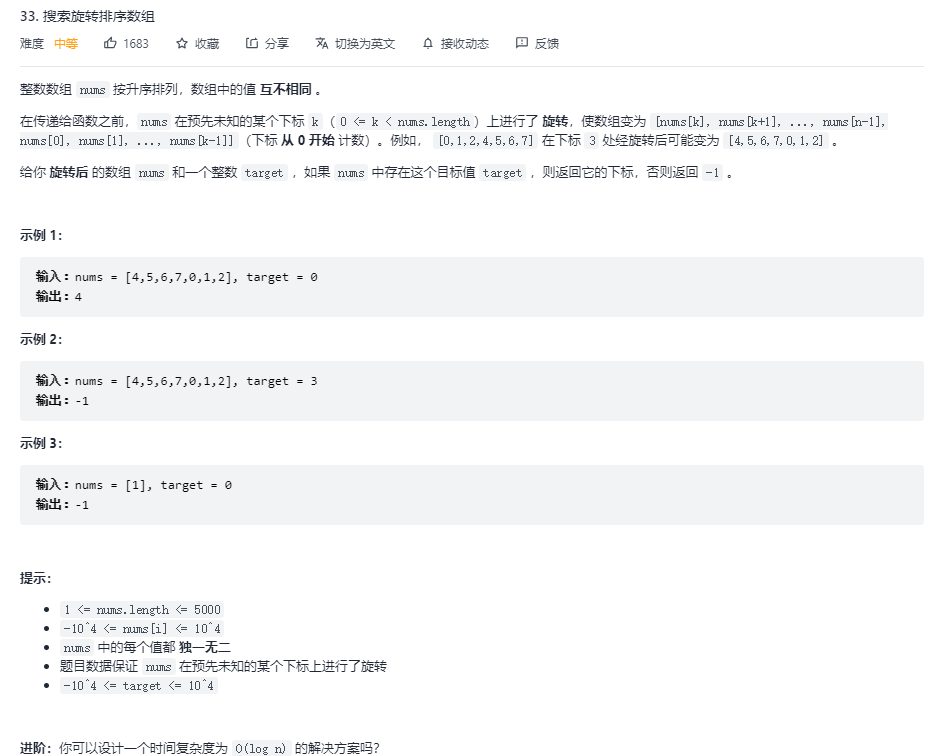 33. 搜索旋转排序数组
难度 中等 1683 收藏 分享 切换为英文 接收动态 反馈
整数数组 nums 按升序排列，数组中的值 互不相同 。
在传递给函数之前，nums 在预先未知的某个下标 k（0 <= k < nums.length）上进行了 旋转，使数组变为 [nums[k], nums[k+1], ..., nums[n-1],
nums[0], nums[1], ..., nums[k-1]]（下标 从 0 开始 计数）。例如， [0,1,2,4,5,6,7] 在下标 3 处经旋转后可能变为 [4,5,6,7,0,1,2] 。
给你 旋转后 的数组 nums 和一个整数 target ，如果 nums 中存在这个目标值 target ，则返回它的下标，否则返回 -1 。
示例 1：
输入：nums = [4,5,6,7,0,1,2], target = 0
输出：4
示例 2：
输入：nums = [4,5,6,7,0,1,2], target = 3
输出：-1
示例 3：
输入：nums = [1], target = 0
输出：-1
提示：
1 <= nums.length <= 5000
-10^4 <= nums[i] <= 10^4
nums 中的每个值都 独一无二
题目数据保证 nums 在预先未知的某个下标上进行了旋转
-10^4 <= target <= 10^4
进阶：你可以设计一个时间复杂度为 O(log n) 的解决方案吗？